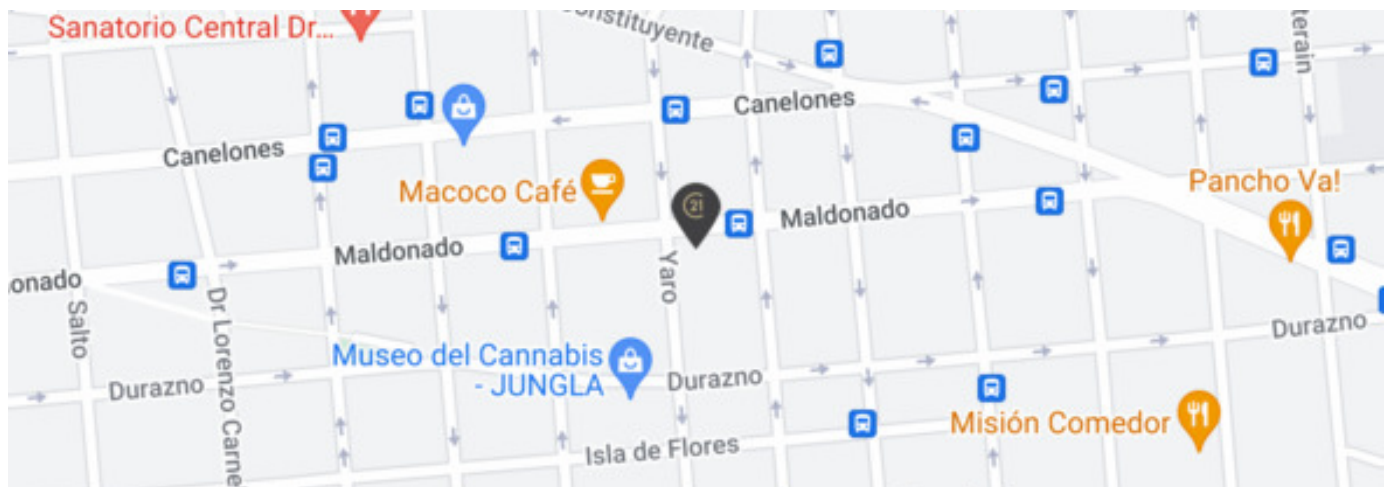 Sanatorio Central Dr...
onstituyente
terain
Canelones
Canelones
Macoco Café
21
Pancho Va!
Maldonado
Maldonado
onado
Yaro
Salto
Dr Lorenzo Carne
Museo del Cannabis
- JUNGLA
Durazno
Durazno
Durazno
Misión Comedor
Isla de Flores